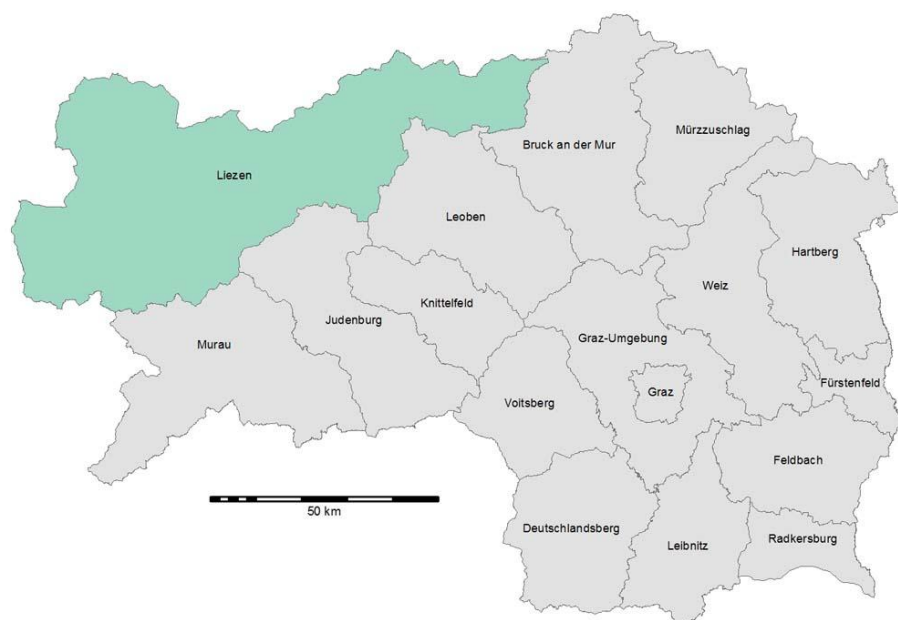 Mürzzuschlag
Bruck an der Mur
Liezen
Leoben
Hartberg
Weiz
Knittelfeld
Judenburg
Graz-Umgebung
Murau
Fürstenfeld
Graz
Voitsberg
Feldbach
50 km
Deutschlandsberg
Radkersburg
Leibnitz